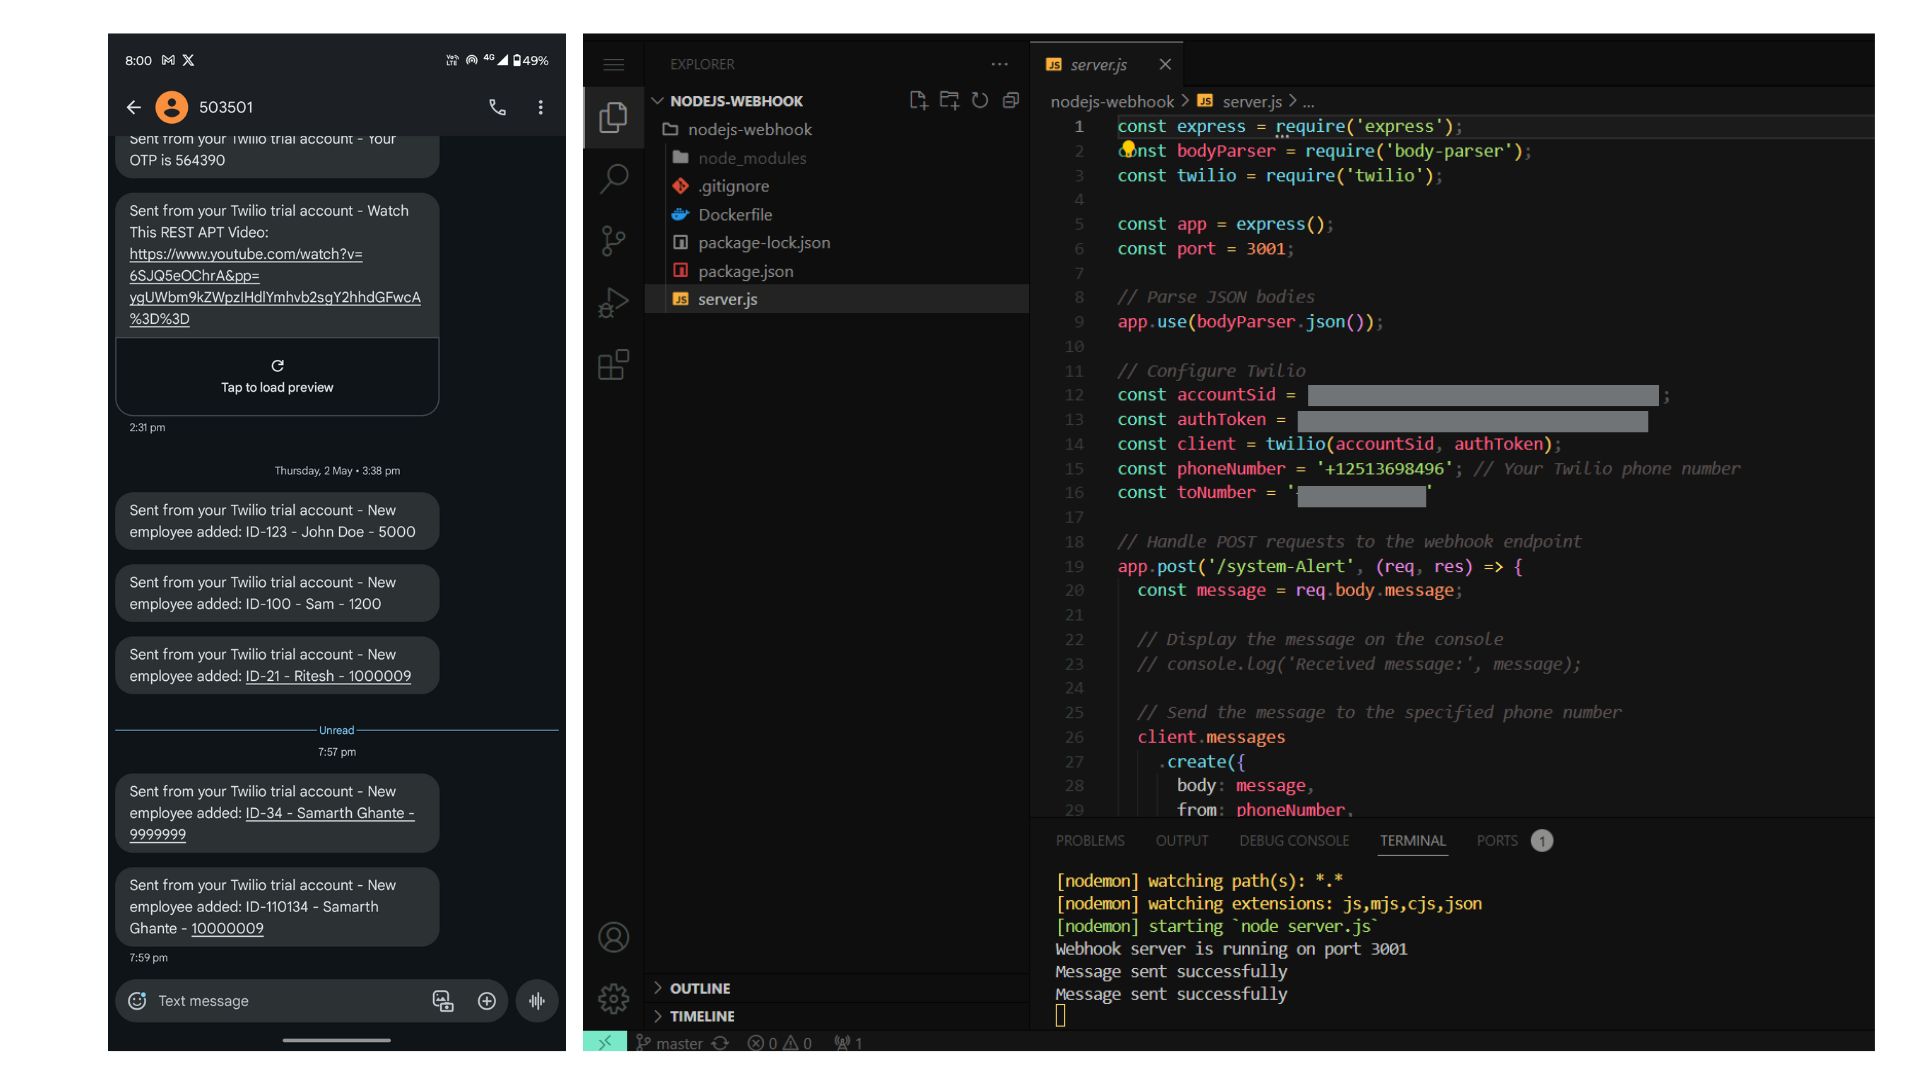 8:00
4G 49%
503501
Sent from your Twilio trial account - Your
OTP is 564390
Sent from your Twilio trial account - Watch
This REST APT Video:
https://www.youtube.com/watch?v=
6SJQ5eOChrA&pp=
ygUWbm9kZWpzIHdlYmhvb2sgY2hhdGFwcA
%3D%3D
Tap to load preview
2:31 pm
Thursday, 2 May • 3:38 pm
Sent from your Twilio trial account - New
employee added: ID-123 - John Doe - 5000
Sent from your Twilio trial account - New
employee added: ID-100 - Sam - 1200
Sent from your Twilio trial account - New
employee added: ID-21 - Ritesh - 1000009
Unread
7:57 pm
Sent from your Twilio trial account - New
employee added: ID-34 - Samarth Ghante -
9999999
Sent from your Twilio trial account - New
employee added: ID-110134 - Samarth
Ghante - 10000009
7:59 pm
Text message
EXPLORER
NODEJS-WEBHOOK
nodejs-webhook
node_modules
.gitignore
Dockerfile
package-lock.json
package.json
JS server.js
OUTLINE
TIMELINE
JS server.js
nodejs-webhook > JS server.js > ...
1 const express = require('express');
2 const bodyParser = require('body-parser');
3 const twilio = require('twilio');
4
5 const app = express();
6 const port = 3001;
7
8 // Parse JSON bodies
9 app.use(bodyParser.json());
10
11 // Configure Twilio
12 const accountSid = ;
13 const authToken =
14 const client = twilio(accountSid, authToken);
15 const phoneNumber = '+12513698496'; // Your Twilio phone number
16 const toNumber = ' '
17
18 // Handle POST requests to the webhook endpoint
19 app.post('/system-Alert', (req, res) => {
20 const message = req.body.message;
21
22 // Display the message on the console
23 // console.log('Received message:', message);
24
25 // Send the message to the specified phone number
26 client.messages
27 .create({
28 body: message,
29 from: phoneNumber,
PROBLEMS OUTPUT DEBUG CONSOLE TERMINAL PORTS 1
[nodemon] watching path(s): *.*
[nodemon] watching extensions: js,mjs,cjs,json
[nodemon] starting `node server.js`
Webhook server is running on port 3001
Message sent successfully
Message sent successfully
master 0 0 1